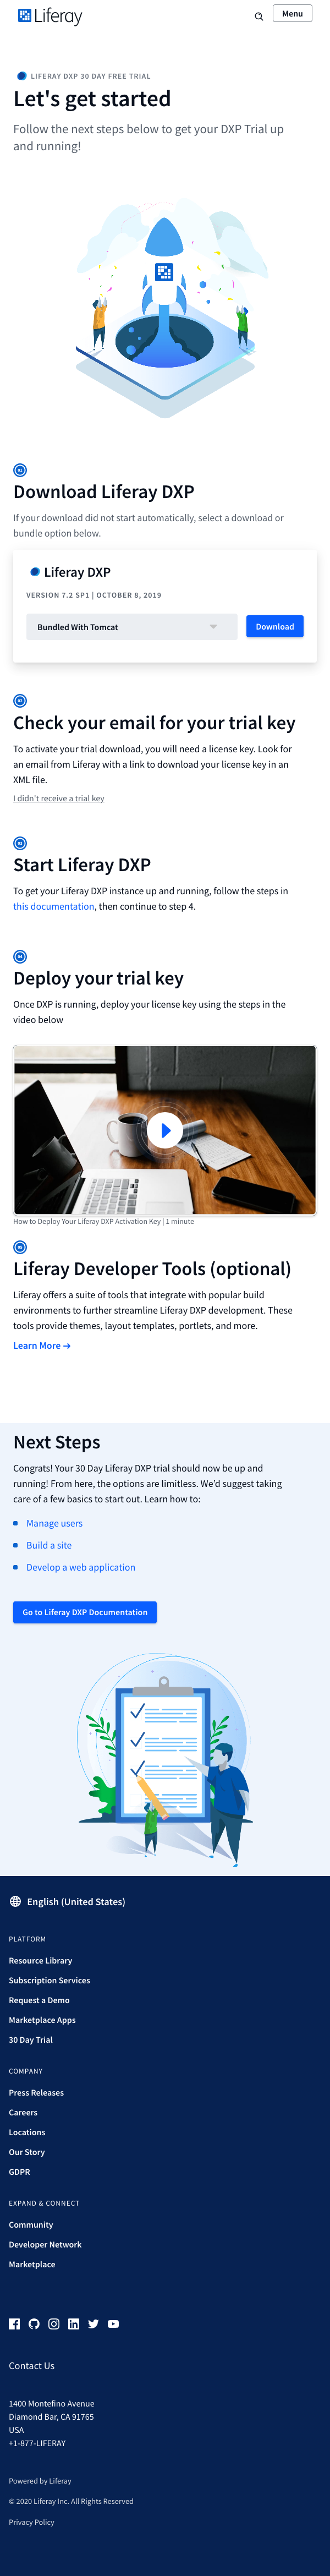 Liferay
Menu
LIFERAY DXP 30 DAY FREE TRIAL
Let's get started
Follow the next steps below to get your DXP Trial up
and running!
Download Liferay DXP
If your download did not start automatically, select a download or
bundle option below.
Liferay DXP
VERSION 7.2 SP1 | OCTOBER 8, 2019
Bundled With Tomcat
Download
Check your email for your trial key
To activate your trial download, you will need a license key. Look for
an email from Liferay with a link to download your license key in an
XML file.
I didn't receive a trial key
Start Liferay DXP
To get your Liferay DXP instance up and running, follow the steps in
this documentation, then continue to step 4.
Deploy your trial key
Once DXP is running, deploy your license key using the steps in the
video below
How to Deploy Your Liferay DXP Activation Key | 1 minute
Liferay Developer Tools (optional)
Liferay offers a suite of tools that integrate with popular build
environments to further streamline Liferay DXP development. These
tools provide themes, layout templates, portlets, and more.
Learn More →
Next Steps
Congrats! Your 30 Day Liferay DXP trial should now be up and
running! From here, the options are limitless. We'd suggest taking
care of a few basics to start out. Learn how to:
Manage users
Build a site
Develop a web application
Go to Liferay DXP Documentation
English (United States)
PLATFORM
Resource Library
Subscription Services
Request a Demo
Marketplace Apps
30 Day Trial
COMPANY
Press Releases
Careers
Locations
Our Story
GDPR
EXPAND & CONNECT
Community
Developer Network
Marketplace
Contact Us
1400 Montefino Avenue
Diamond Bar, CA 91765
USA
+1-877-LIFERAY
Powered by Liferay
© 2020 Liferay Inc. All Rights Reserved
Privacy Policy